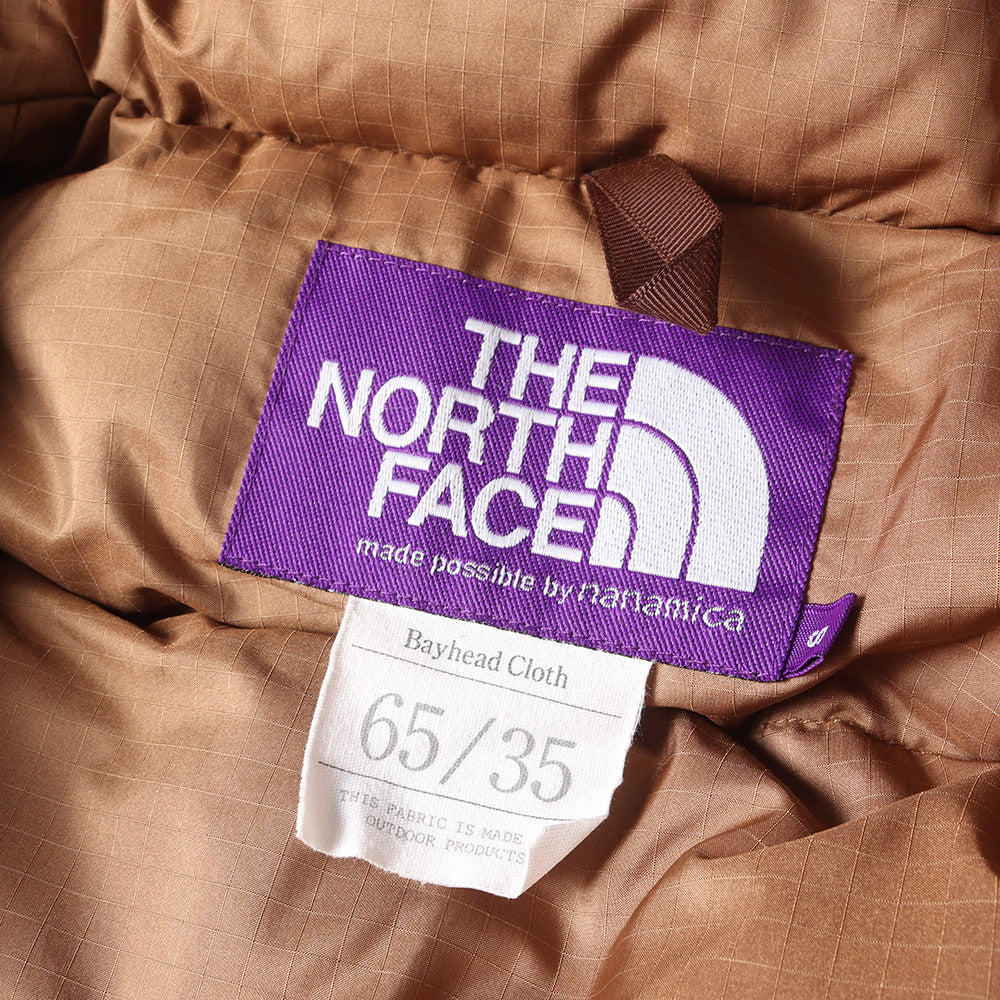 THE
NORTH
FACE
made possible by nanamica
S
Bayhead Cloth
65/35
THIS FABRIC IS MADE
OUTDOOR PRODUCTS